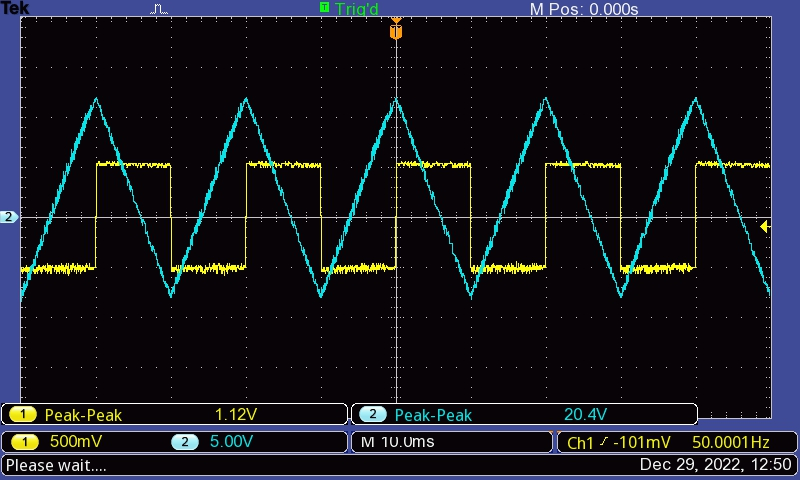 Tek T Trig'd M Pos: 0.000s
T
2
1 Peak-Peak 1.12V 2 Peak-Peak 20.4V
1 500mV 2 5.00V M 10.0ms Ch1 -101mV 50.0001Hz
Please wait.... Dec 29, 2022, 12:50